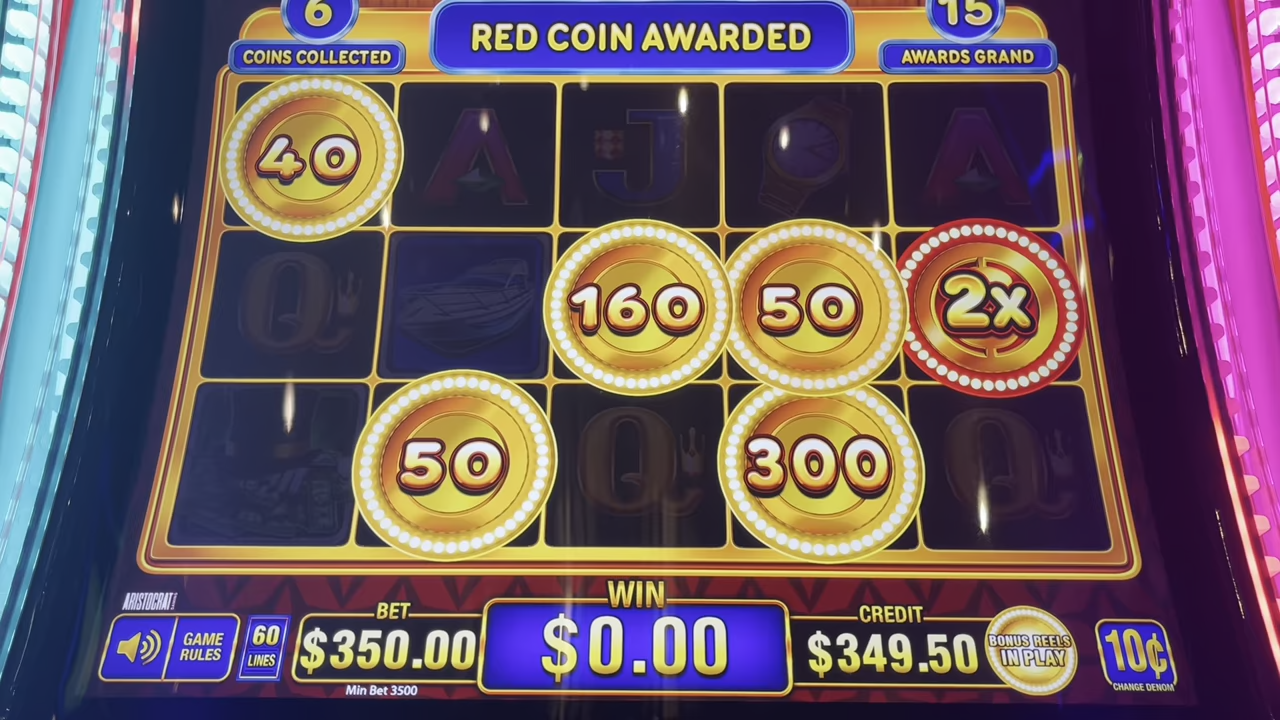 6
COINS COLLECTED
RED COIN AWARDED
15
AWARDS GRAND
40
A
J
A
Q
160
50
2x
50
Q
300
Q
ARISTOCRAT
GAME
RULES
60
LINES
BET
$350.00
Min Bet 3500
WIN
$0.00
CREDIT
$349.50
BONUS REELS
IN PLAY
10¢
CHANGE DENOM